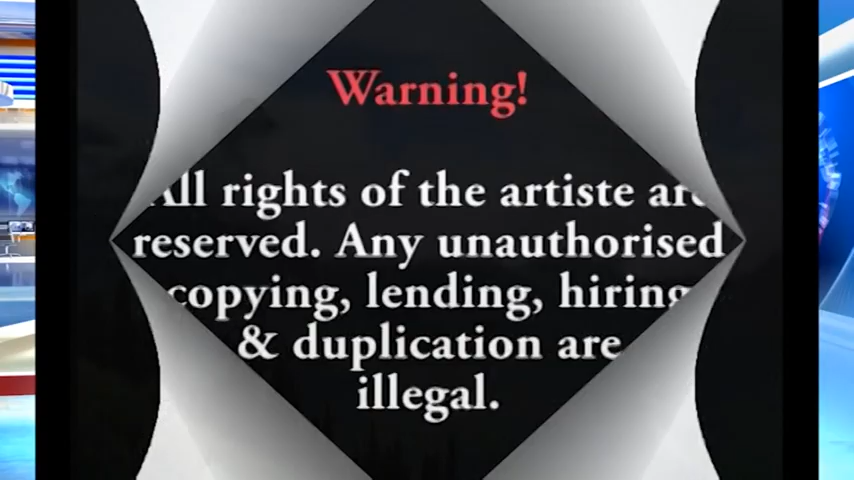 Warning!
All rights of the artiste are
reserved. Any unauthorised
copying, lending, hiring
& duplication are
illegal.